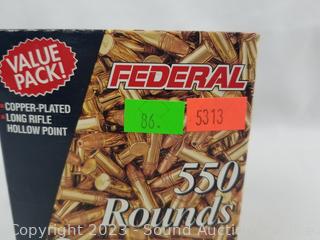 VALUE
PACK!
•COPPER-PLATED
•LONG RIFLE
HOLLOW POINT
FEDERAL
86.
5313
550
Rounds
Copyright 2023 - Sound Auction